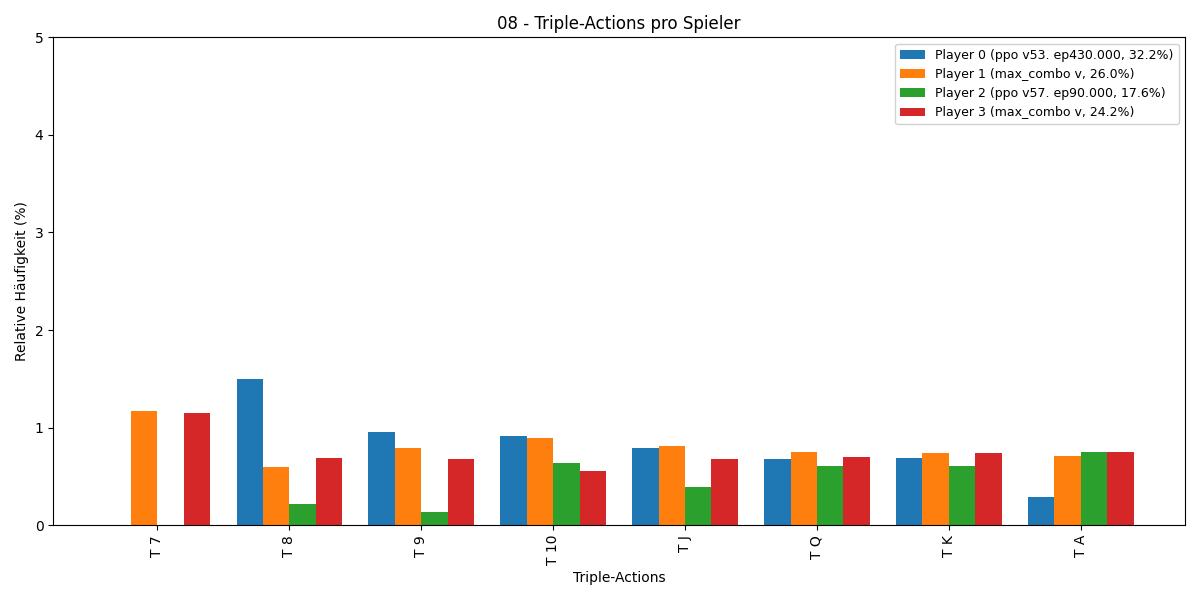 08 - Triple-Actions pro Spieler
Player 0 (ppo v53. ep430.000, 32.2%)
Player 1 (max_combo v, 26.0%)
Player 2 (ppo v57. ep90.000, 17.6%)
Player 3 (max_combo v, 24.2%)
Relative Häufigkeit (%)
5
4
3
2
1
0
T 7
T 8
T 9
T 10
T J
T Q
T K
T A
Triple-Actions